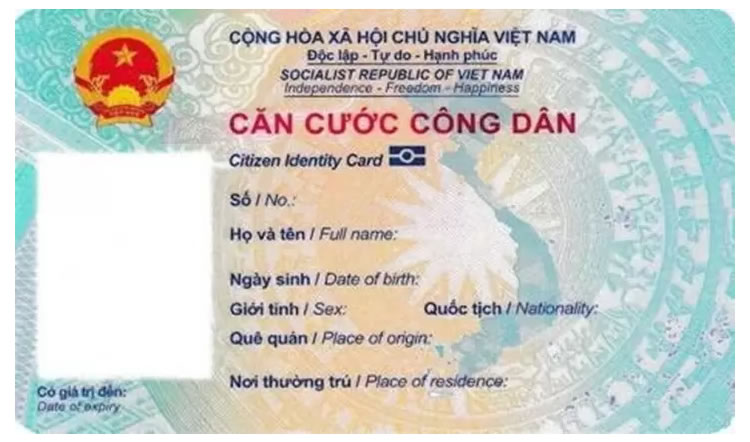 CỘNG HÒA XÃ HỘI CHỦ NGHĨA VIỆT NAM
Độc lập - Tự do - Hạnh phúc
SOCIALIST REPUBLIC OF VIET NAM
Independence - Freedom - Happiness
CĂN CƯỚC CÔNG DÂN
Citizen Identity Card
Số / No.:
Họ và tên / Full name:
Ngày sinh / Date of birth:
Giới tính / Sex: Quốc tịch / Nationality:
Quê quán / Place of origin:
Nơi thường trú / Place of residence:
Có giá trị đến:
Date of expiry